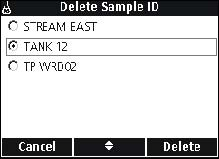 Delete Sample ID
STREAM EAST
TANK 12
TP WRD02
Cancel
Delete